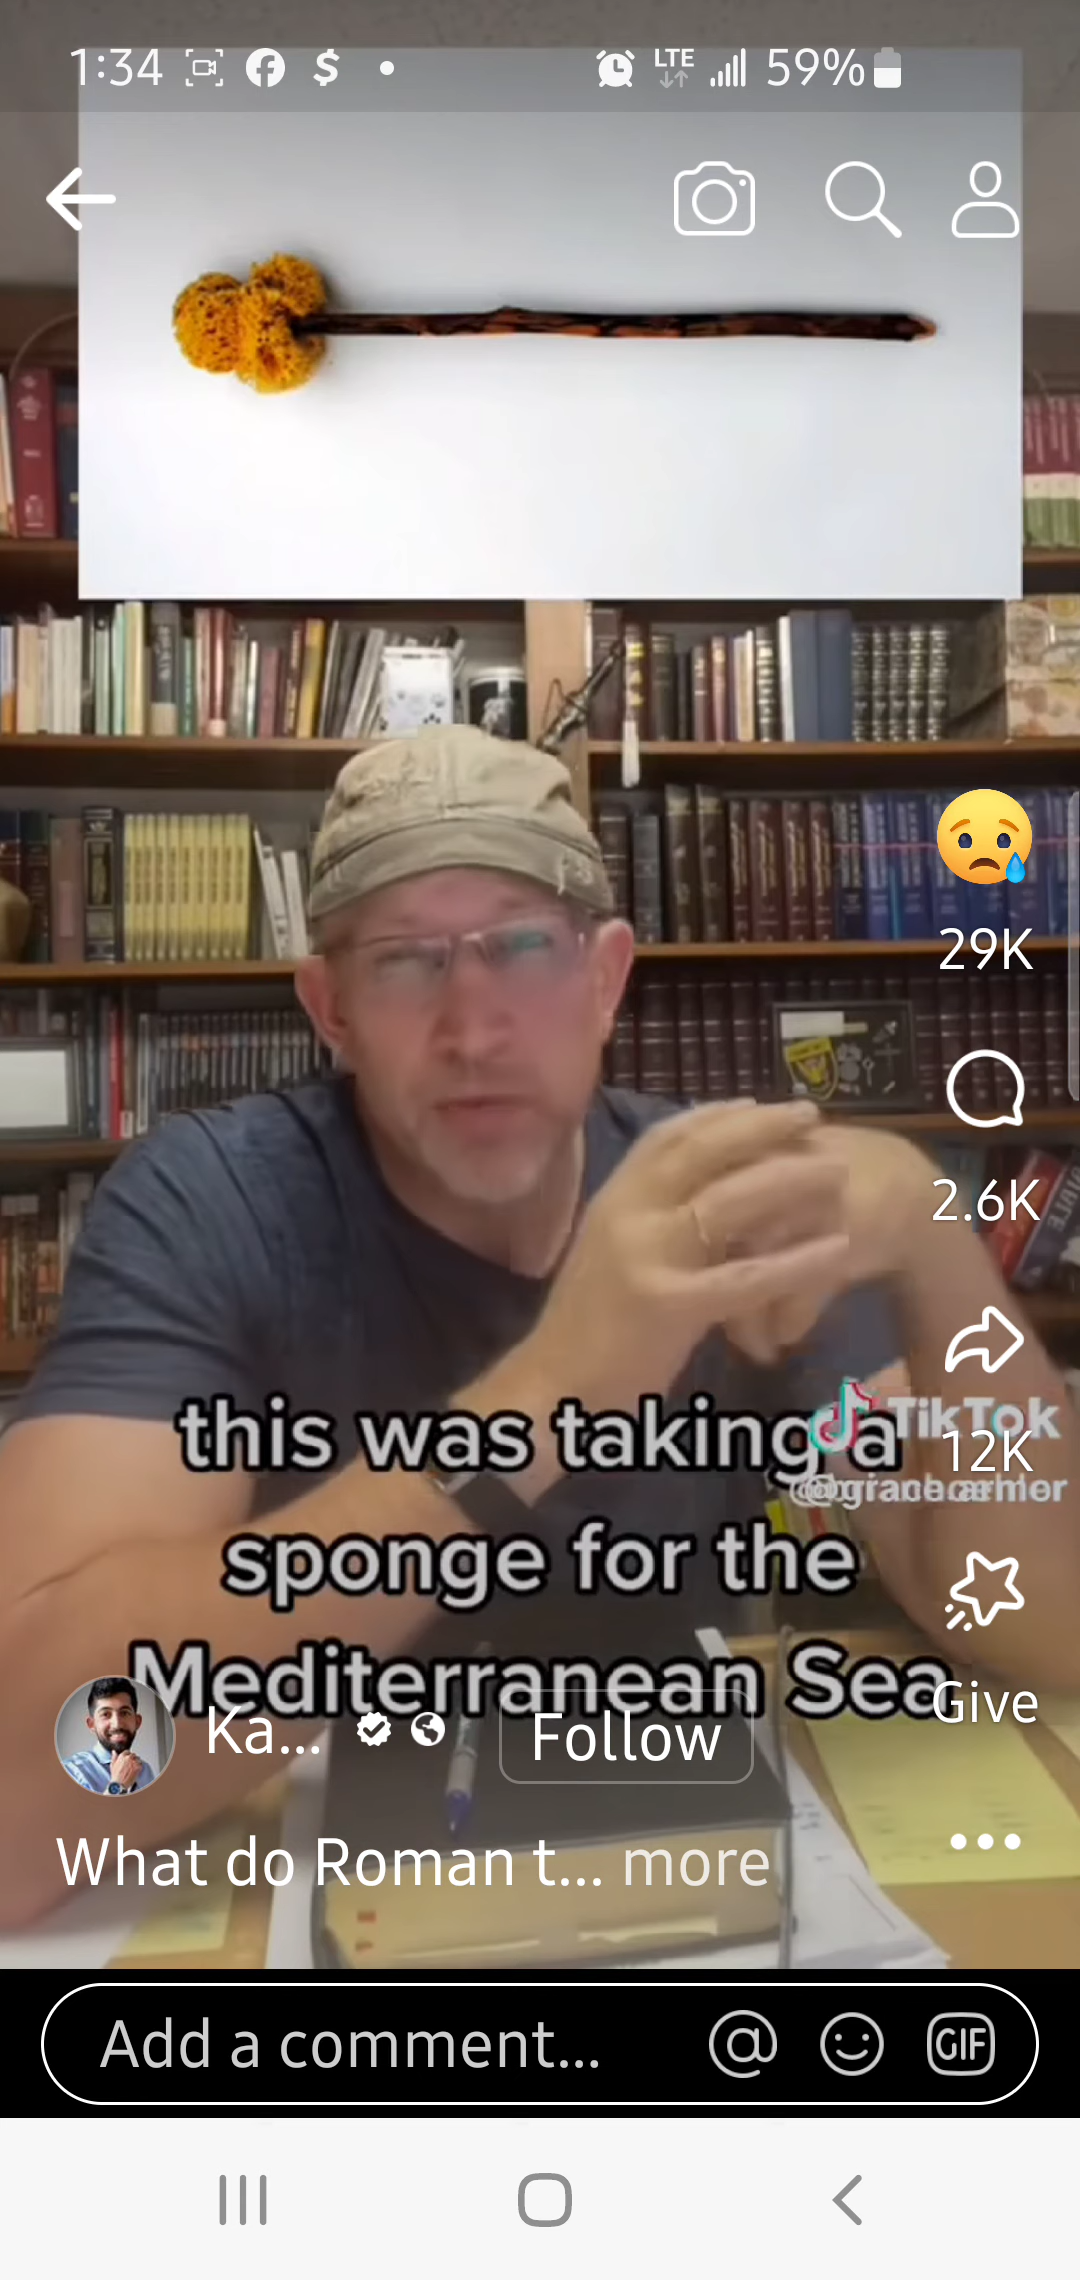 1:34
LTE
59%
29K
2.6K
this was taking a
TikTok
12K
sponge for the
Mediterranean Sea
Give
Ka...
Follow
What do Roman t... more
Add a comment...
@
GIF